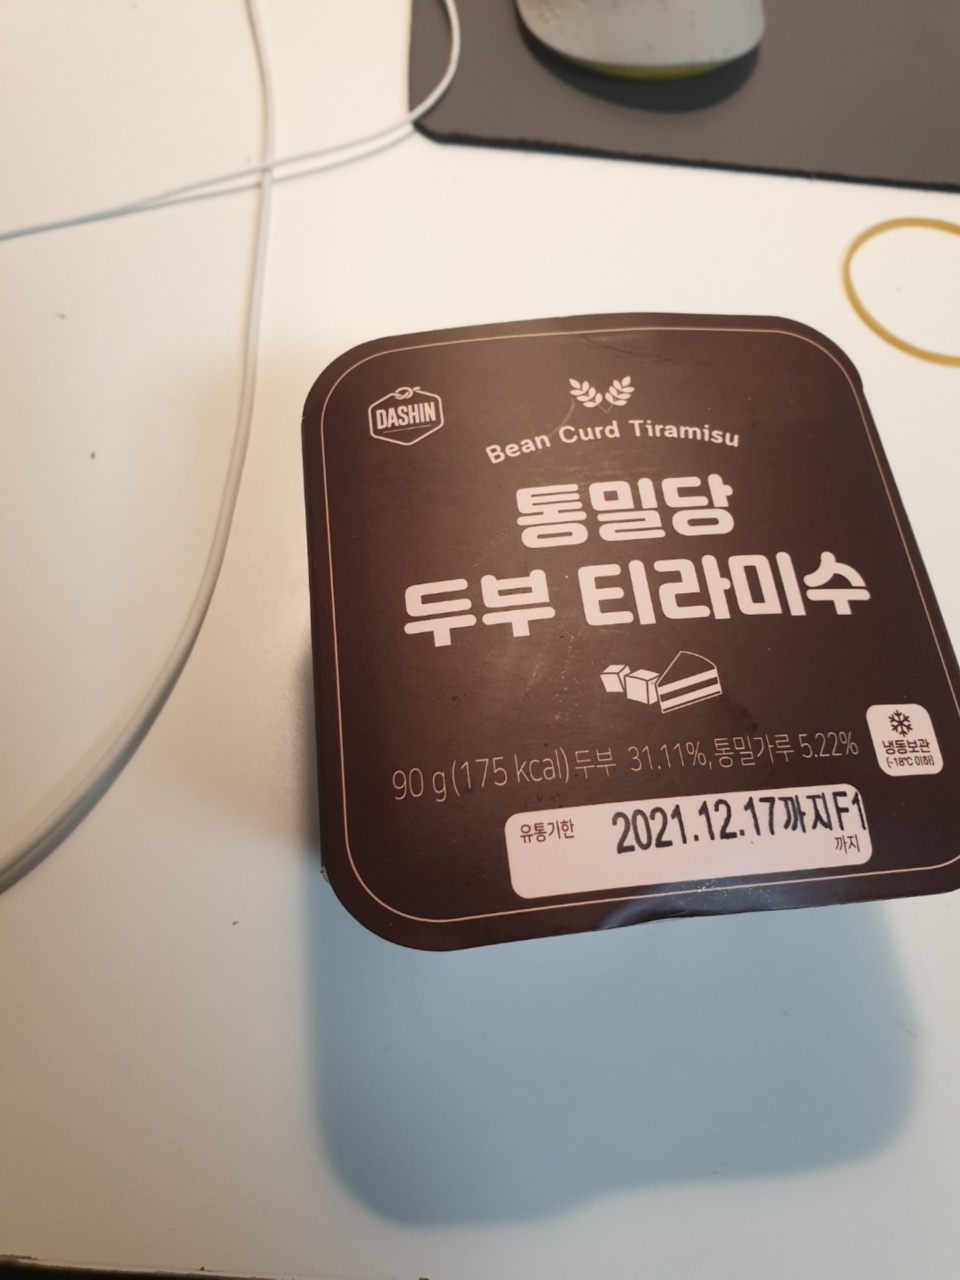 DASHIN
Bean Curd Tiramisu
통밀당
두부 티라미수
90 g(175 kcal) 두부 31.11%, 통밀가루 5.22%
냉동보관
(-18℃ 이하)
유통기한
2021.12.17까지F1
까지